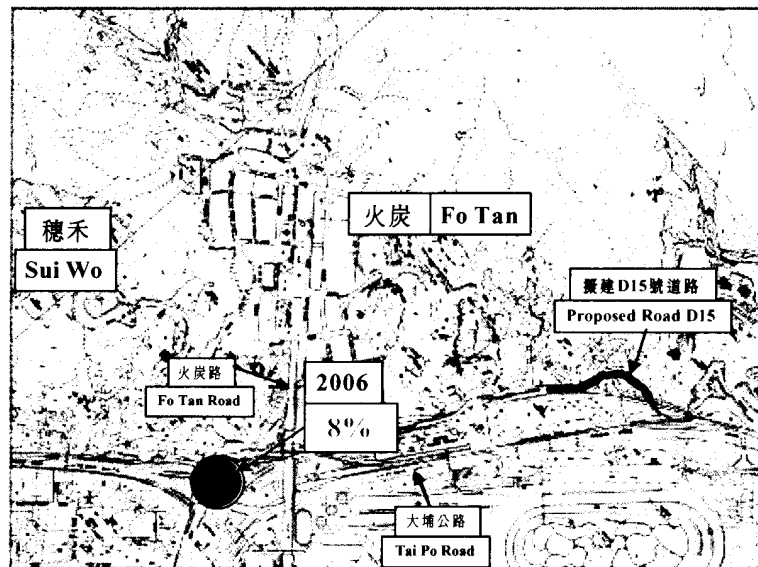 火炭 Fo Tan
穗禾
Sui Wo
擬建D15號道路
Proposed Road D15
火炭路
Fo Tan Road
2006
8%
大埔公路
Tai Po Road